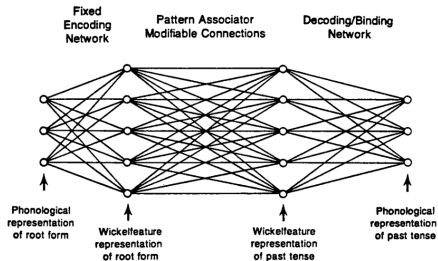 Fixed
Encoding
Network
Pattern Associator
Modifiable Connections
Decoding/Binding
Network
Phonological
representation
of root form
Wickelfeature
representation
of root form
Wickelfeature
representation
of past tense
Phonological
representation
of past tense